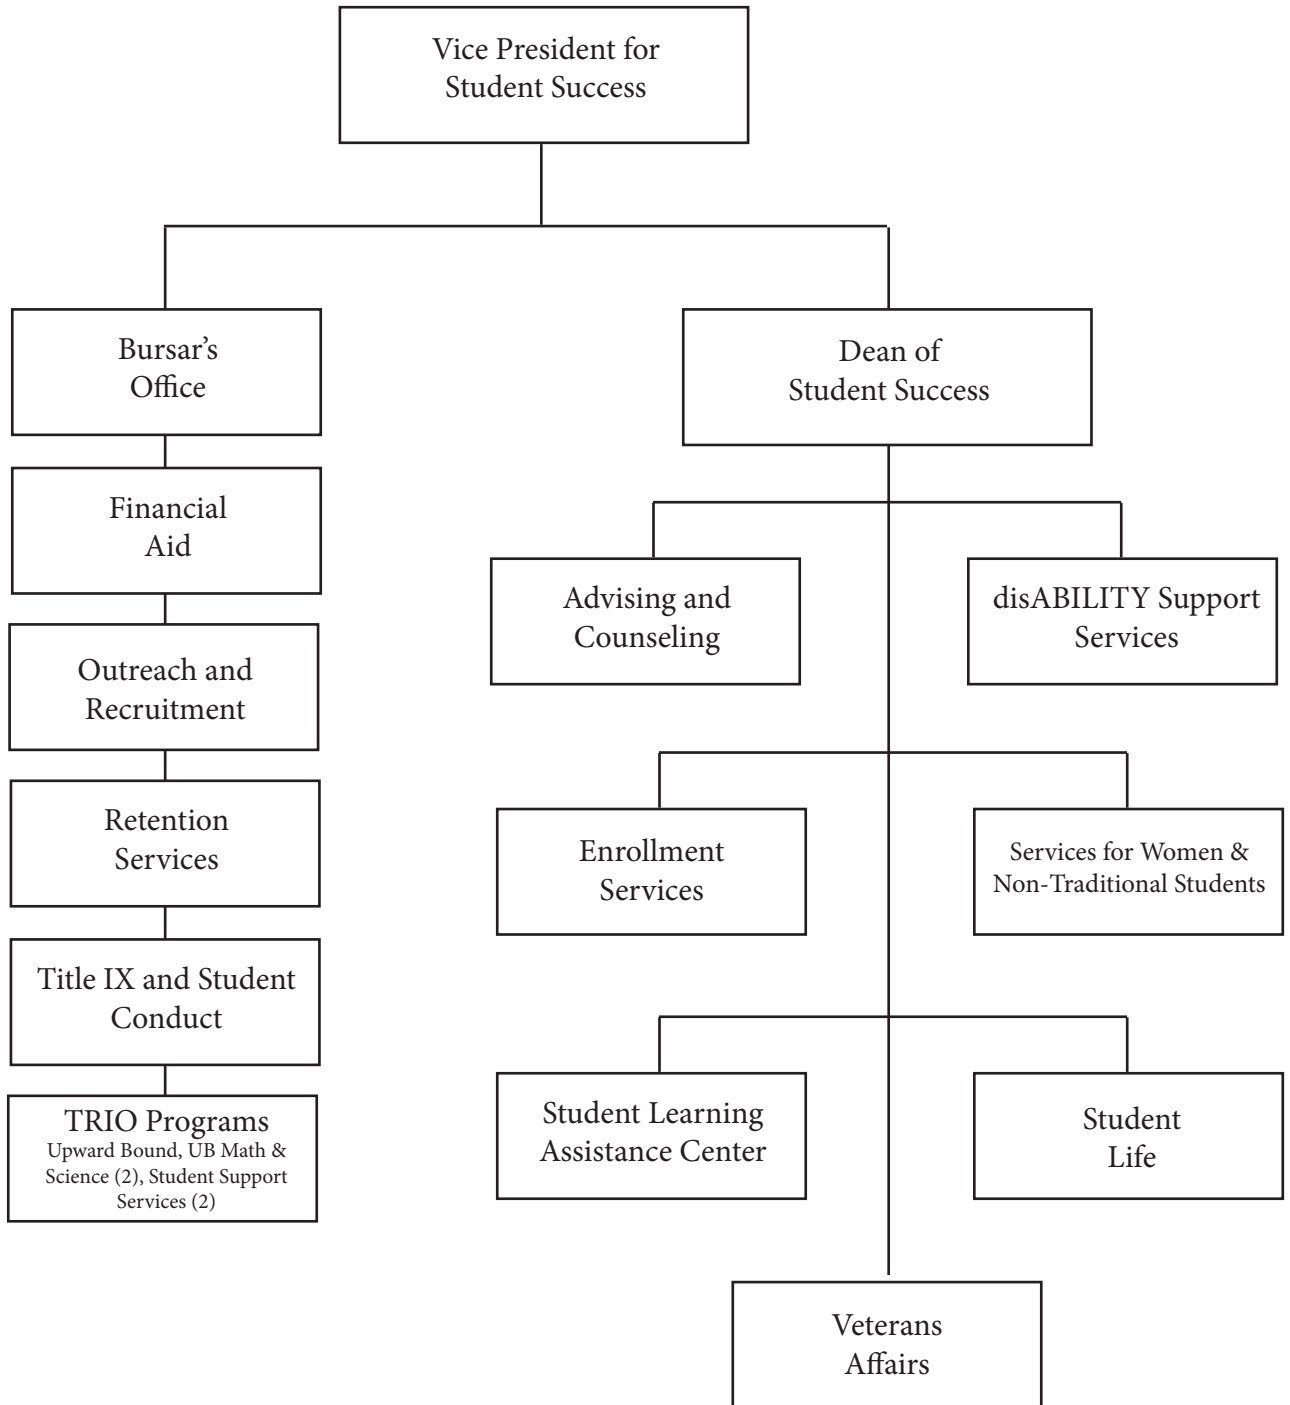 Vice President for
Student Success
Bursar’s
Office
Financial
Aid
Outreach and
Recruitment
Retention
Services
Title IX and Student
Conduct
TRIO Programs
Upward Bound, UB Math &
Science (2), Student Support
Services (2)
Dean of
Student Success
Advising and
Counseling
disABILITY Support
Services
Enrollment
Services
Services for Women &
Non-Traditional Students
Student Learning
Assistance Center
Student
Life
Veterans
Affairs